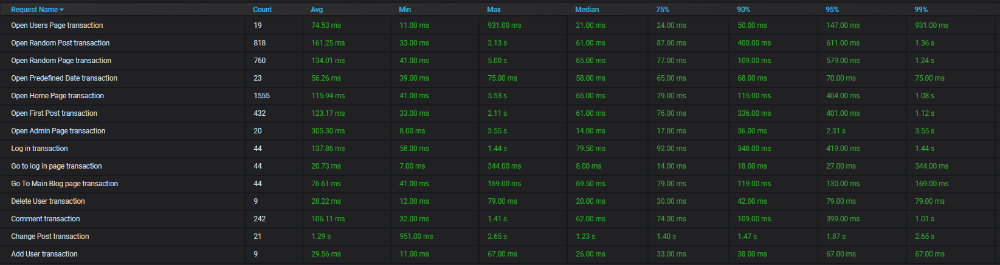 Request Name Count Avg Min Max Median 75% 90% 95% 99%
Open Users Page transaction 19 74.53 ms 11.00 ms 931.00 ms 21.00 ms 24.00 ms 50.00 ms 147.00 ms 931.00 ms
Open Random Post transaction 818 161.25 ms 33.00 ms 3.13 s 61.00 ms 87.00 ms 400.00 ms 611.00 ms 1.36 s
Open Random Page transaction 760 134.01 ms 41.00 ms 5.00 s 65.00 ms 77.00 ms 109.00 ms 579.00 ms 1.24 s
Open Predefined Date transaction 23 56.26 ms 39.00 ms 75.00 ms 58.00 ms 65.00 ms 68.00 ms 70.00 ms 75.00 ms
Open Home Page transaction 1555 115.94 ms 41.00 ms 5.53 s 65.00 ms 79.00 ms 115.00 ms 404.00 ms 1.08 s
Open First Post transaction 432 123.17 ms 33.00 ms 2.11 s 61.00 ms 76.00 ms 336.00 ms 401.00 ms 1.12 s
Open Admin Page transaction 20 305.30 ms 8.00 ms 3.55 s 14.00 ms 17.00 ms 36.00 ms 2.31 s 3.55 s
Log in transaction 44 137.86 ms 58.00 ms 1.44 s 79.50 ms 92.00 ms 348.00 ms 419.00 ms 1.44 s
Go to log in page transaction 44 20.73 ms 7.00 ms 344.00 ms 8.00 ms 14.00 ms 18.00 ms 27.00 ms 344.00 ms
Go To Main Blog page transaction 44 76.61 ms 41.00 ms 169.00 ms 69.50 ms 79.00 ms 119.00 ms 130.00 ms 169.00 ms
Delete User transaction 9 28.22 ms 12.00 ms 79.00 ms 20.00 ms 30.00 ms 42.00 ms 79.00 ms 79.00 ms
Comment transaction 242 106.11 ms 32.00 ms 1.41 s 62.00 ms 74.00 ms 109.00 ms 399.00 ms 1.01 s
Change Post transaction 21 1.29 s 951.00 ms 2.65 s 1.23 s 1.40 s 1.47 s 1.87 s 2.65 s
Add User transaction 9 29.56 ms 11.00 ms 67.00 ms 26.00 ms 33.00 ms 38.00 ms 67.00 ms 67.00 ms